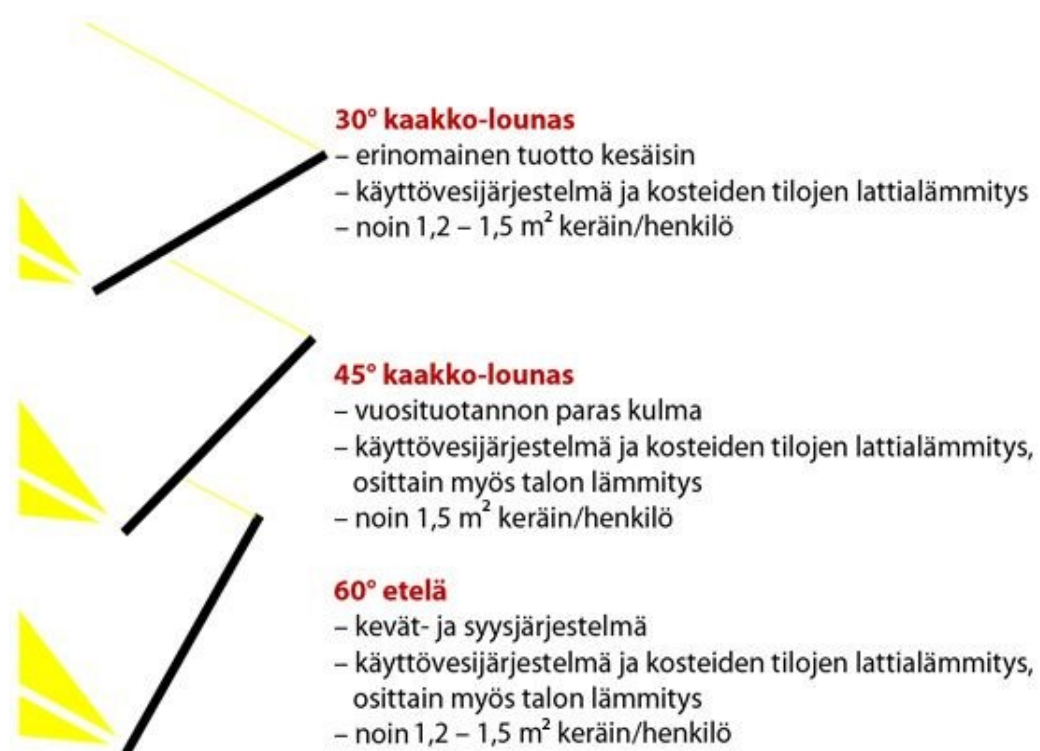 30° kaakko-lounas
– erinomainen tuotto kesäisin
– käyttövesijärjestelmä ja kosteiden tilojen lattialämmitys
– noin 1,2 – 1,5 m² keräin/henkilö
45° kaakko-lounas
– vuosituotannon paras kulma
– käyttövesijärjestelmä ja kosteiden tilojen lattialämmitys,
osittain myös talon lämmitys
– noin 1,5 m² keräin/henkilö
60° etelä
– kevät- ja syysjärjestelmä
– käyttövesijärjestelmä ja kosteiden tilojen lattialämmitys,
osittain myös talon lämmitys
– noin 1,2 – 1,5 m² keräin/henkilö